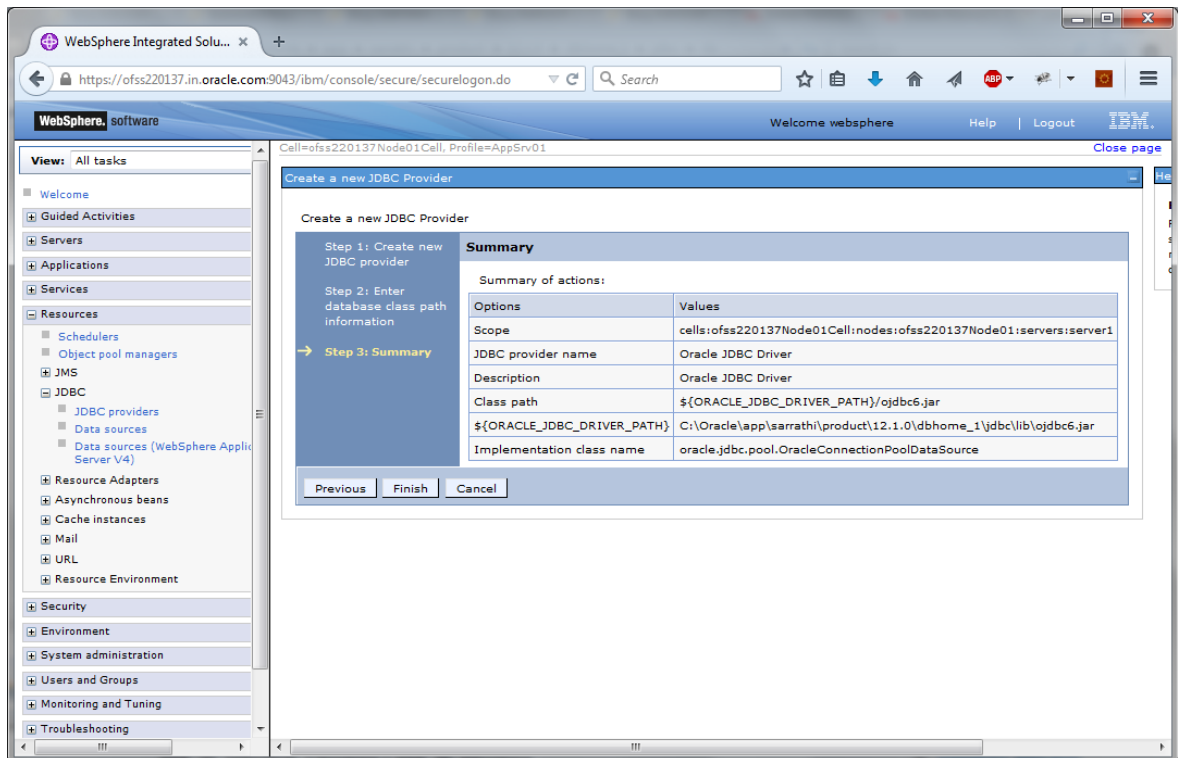 WebSphere Integrated Solu...
https://ofss220137.in.oracle.com:9043/ibm/console/secure/securelogon.do
Search
ABP
WebSphere. software
Welcome websphere
Help | Logout
IBM.
View: All tasks
Cell=ofss220137Node01Cell, Profile=AppSrv01
Close page
Welcome
Guided Activities
Servers
Applications
Services
Resources
Schedulers
Object pool managers
JMS
JDBC
JDBC providers
Data sources
Data sources (WebSphere Applic
Server V4)
Resource Adapters
Asynchronous beans
Cache instances
Mail
URL
Resource Environment
Security
Environment
System administration
Users and Groups
Monitoring and Tuning
Troubleshooting
Create a new JDBC Provider
He
Create a new JDBC Provider
Step 1: Create new
JDBC provider
Step 2: Enter
database class path
information
Step 3: Summary
Summary
Summary of actions:
Options Values
Scope cells:ofss220137Node01Cell:nodes:ofss220137Node01:servers:server1
JDBC provider name Oracle JDBC Driver
Description Oracle JDBC Driver
Class path ${ORACLE_JDBC_DRIVER_PATH}/ojdbc6.jar
${ORACLE_JDBC_DRIVER_PATH} C:\Oracle\app\sarrathi\product\12.1.0\dbhome_1\jdbc\lib\ojdbc6.jar
Implementation class name oracle.jdbc.pool.OracleConnectionPoolDataSource
Previous Finish Cancel